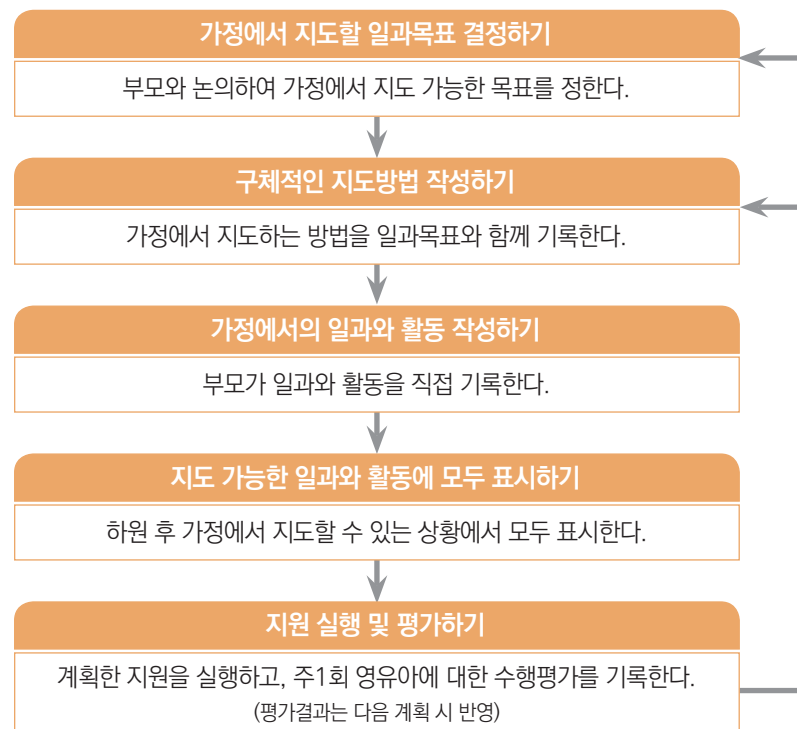 가정에서 지도할 일과목표 결정하기
부모와 논의하여 가정에서 지도 가능한 목표를 정한다.
구체적인 지도방법 작성하기
가정에서 지도하는 방법을 일과목표와 함께 기록한다.
가정에서의 일과와 활동 작성하기
부모가 일과와 활동을 직접 기록한다.
지도 가능한 일과와 활동에 모두 표시하기
하원 후 가정에서 지도할 수 있는 상황에서 모두 표시한다.
지원 실행 및 평가하기
계획한 지원을 실행하고, 주1회 영유아에 대한 수행평가를 기록한다.
(평가결과는 다음 계획 시 반영)